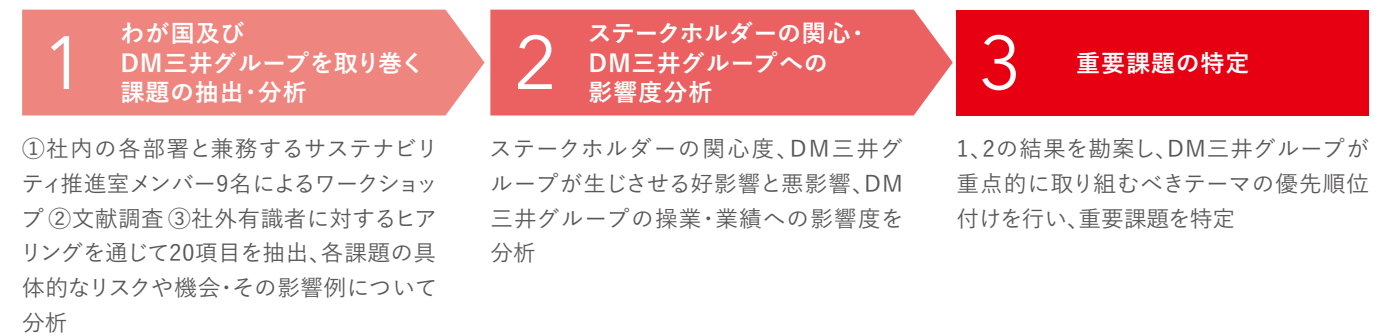 1
わが国及び
DM三井グループを取り巻く
課題の抽出・分析
①社内の各部署と兼務するサステナビリ
ティ推進室メンバー9名によるワークショッ
プ ②文献調査 ③社外有識者に対するヒア
リングを通じて20項目を抽出、各課題の具
体的なリスクや機会・その影響例について
分析
2
ステークホルダーの関心・
DM三井グループへの
影響度分析
ステークホルダーの関心度、DM三井グ
ループが生じさせる好影響と悪影響、DM
三井グループの操業・業績への影響度を
分析
3
重要課題の特定
1、2の結果を勘案し、DM三井グループが
重点的に取り組むべきテーマの優先順位
付けを行い、重要課題を特定